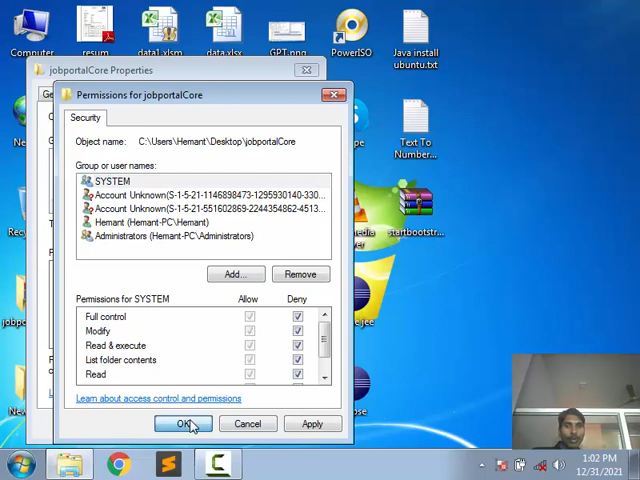 Computer
resum
data1.xlsm
data.xlsx
GPT.png
PowerISO
Java install
ubuntu.txt
jobportalCore Properties
Permissions for jobportalCore
Security
Object name: C:\Users\Hemant\Desktop\jobportalCore
Group or user names:
SYSTEM
Account Unknown(S-1-5-21-1146898473-1295930140-330...
Account Unknown(S-1-5-21-551602869-2244354862-4513...
Hemant (Hemant-PC\Hemant)
Administrators (Hemant-PC\Administrators)
Text To
Number...
startbootstr...
Add...
Remove
Permissions for SYSTEM
Allow
Deny
Full control
Modify
Read & execute
List folder contents
Read
Learn about access control and permissions
OK
Cancel
Apply
1:02 PM
12/31/2021